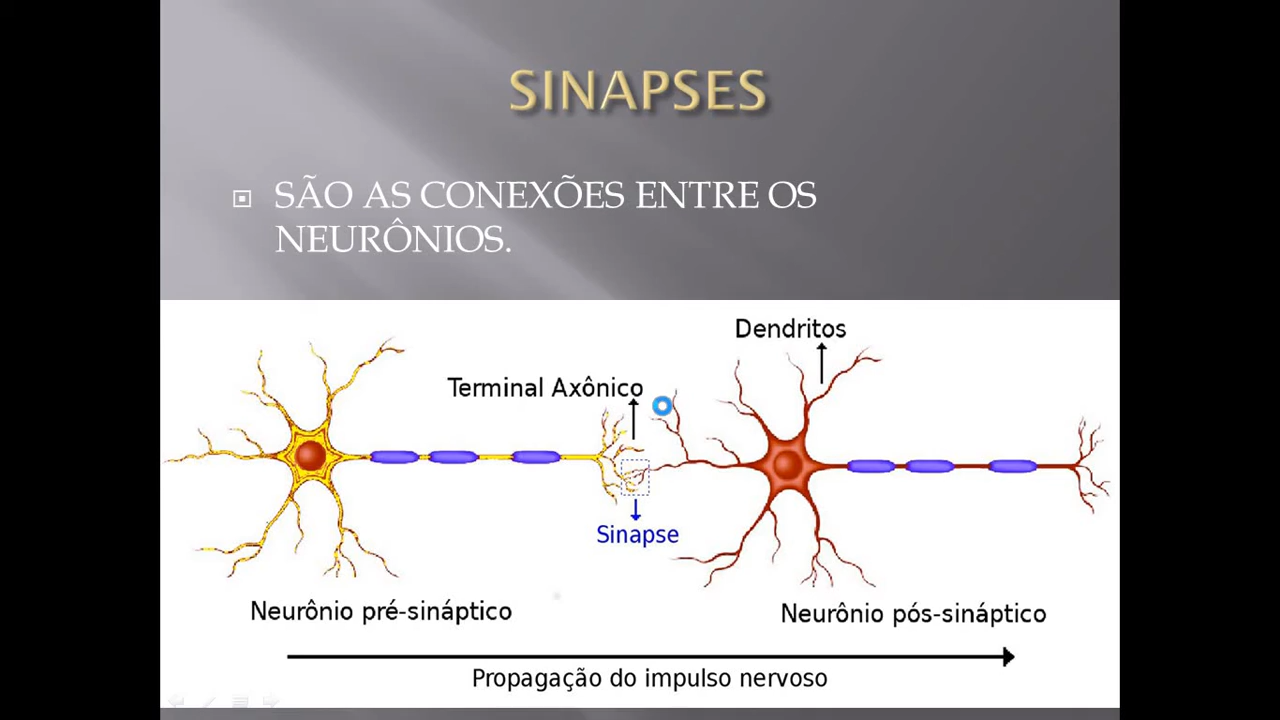 SINAPSES
SÃO AS CONEXÕES ENTRE OS
NEURÔNIOS.
Dendritos
Terminal Axônico
Sinapse
Neurônio pré-sináptico
Neurônio pós-sináptico
Propagação do impulso nervoso